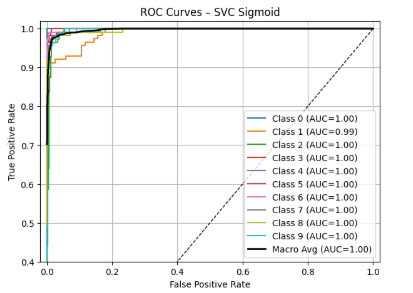 ROC Curves – SVC Sigmoid
1.0
0.9
0.8
0.7
0.6
0.5
0.4
True Positive Rate
0.0
0.2
0.4
0.6
0.8
1.0
False Positive Rate
Class 0 (AUC=1.00)
Class 1 (AUC=0.99)
Class 2 (AUC=1.00)
Class 3 (AUC=1.00)
Class 4 (AUC=1.00)
Class 5 (AUC=1.00)
Class 6 (AUC=1.00)
Class 7 (AUC=1.00)
Class 8 (AUC=1.00)
Class 9 (AUC=1.00)
Macro Avg (AUC=1.00)